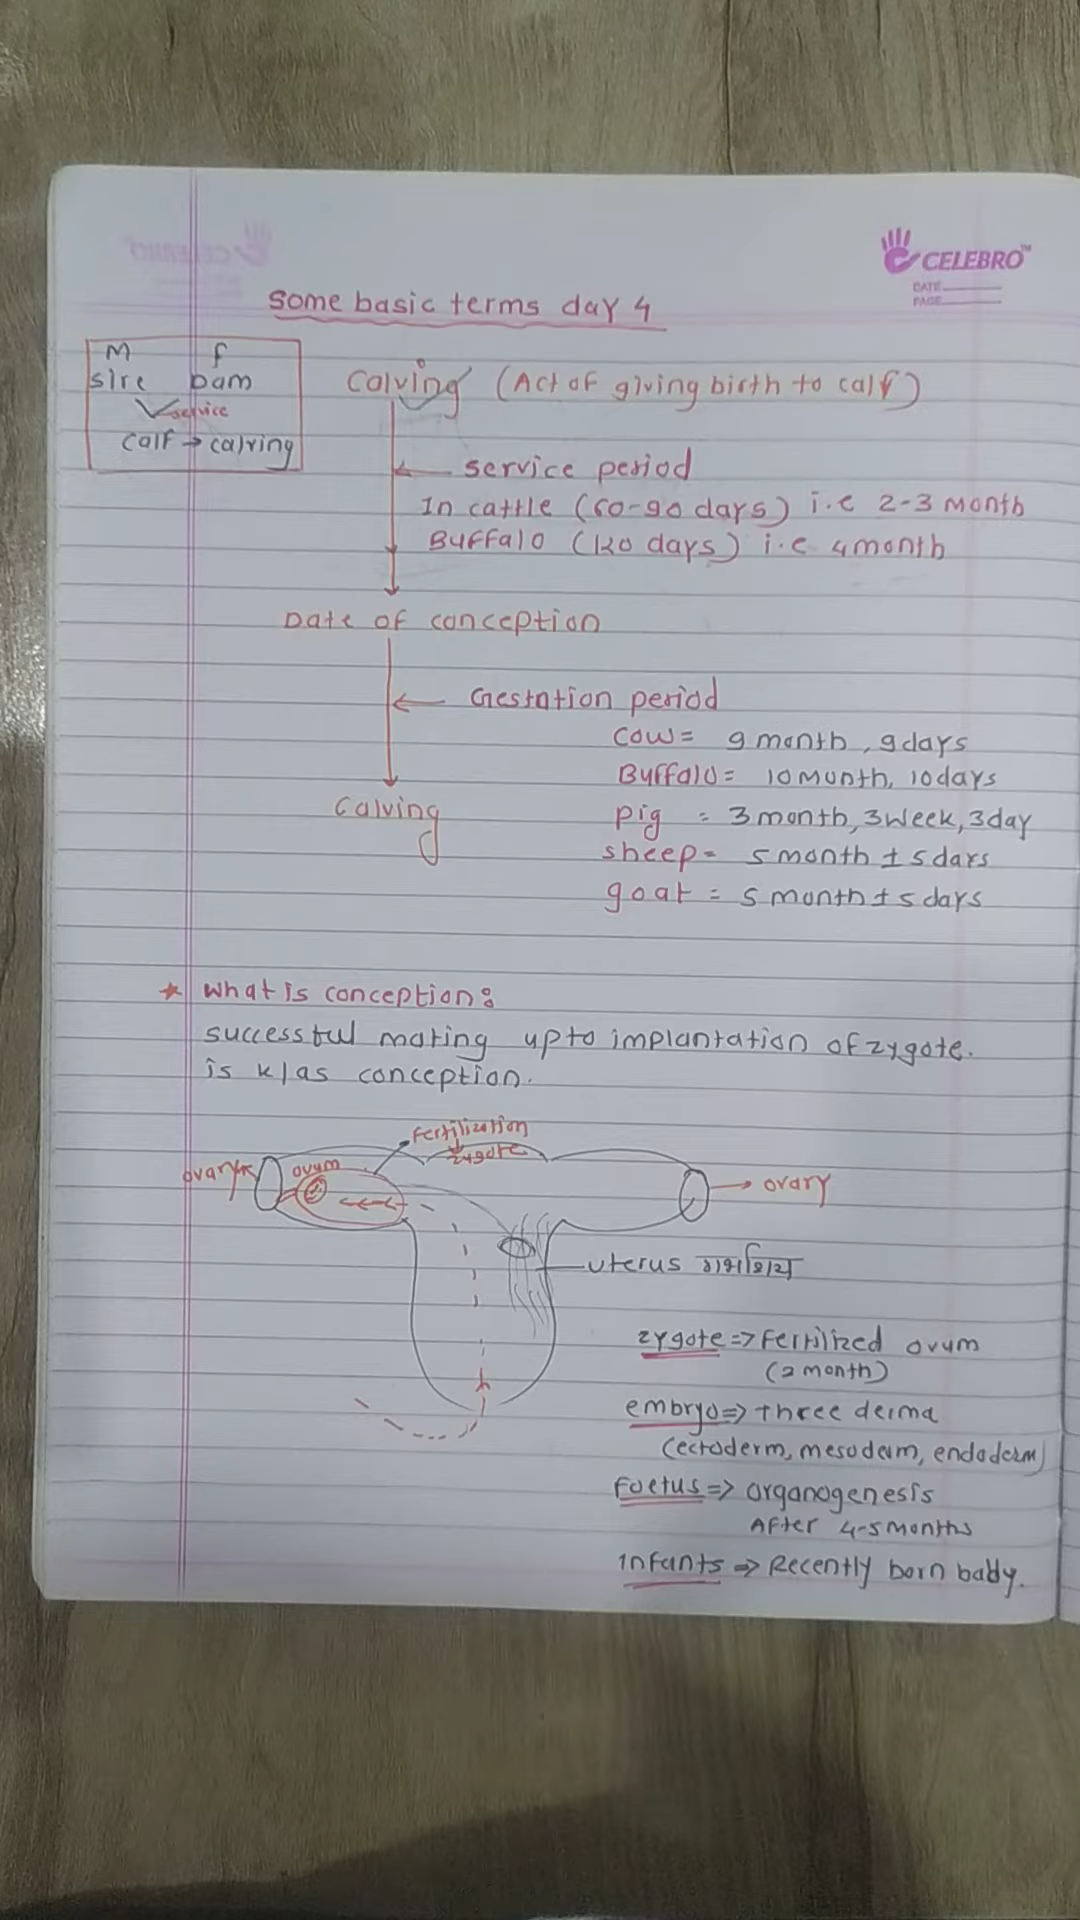 CELEBRO™
DATE
PAGE
Some basic terms day 4
M f
Sire Dam
service
Calf → calving
Calving (Act of giving birth to calf)
Service period
In cattle (60-90 days) i.e 2-3 month
Buffalo (120 days) i.e 4 month
Date of conception
Gestation period
Cow = 9 month, 9 days
Buffalo = 10 month, 10 days
Calving
Pig = 3 month, 3 week, 3 day
Sheep = 5 month ± 5 days
goat = 5 month ± 5 days
* What is conception:
Successful mating upto implantation of zygote.
is k/as conception.
Fertilization
zygote
ovary ovum
→ ovary
uterus गर्भाशय
Zygote => Fertilized ovum
(2 month)
embryo => three derma
(ectoderm, mesoderm, endoderm)
Foetus => organogenesis
After 4-5 months
Infants => Recently born baby.